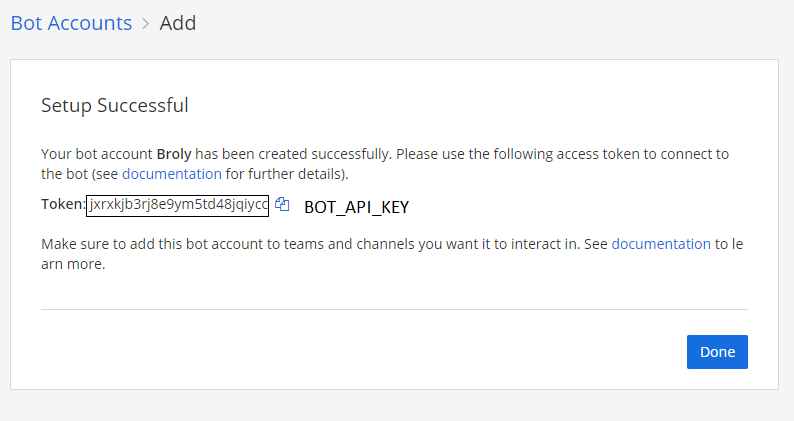 Bot Accounts > Add
Setup Successful
Your bot account Broly has been created successfully. Please use the following access token to connect to
the bot (see documentation for further details).
Token: jxrxkjb3rj8e9ym5td48jqiycc BOT_API_KEY
Make sure to add this bot account to teams and channels you want it to interact in. See documentation to le
arn more.
Done